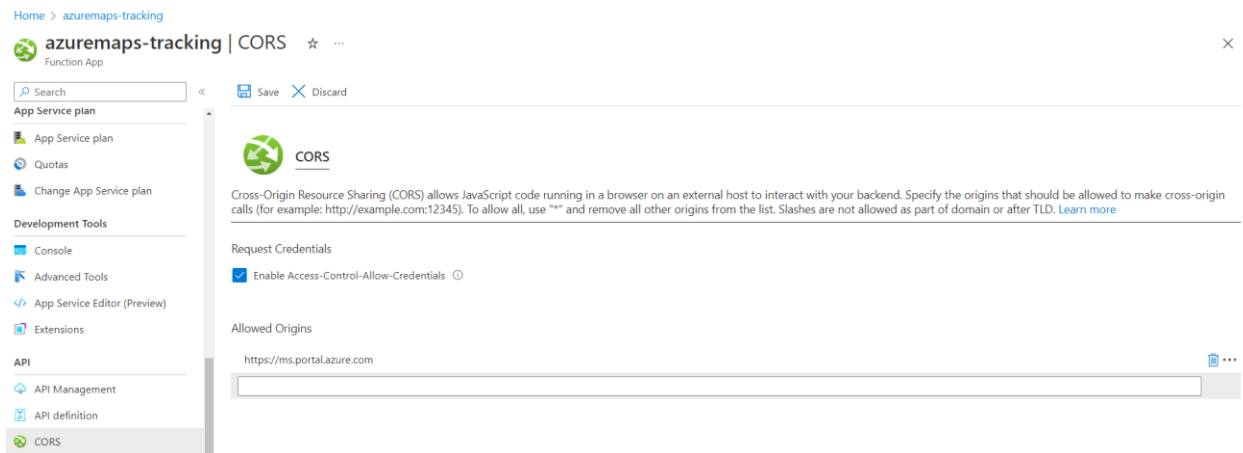 Home > azuremaps-tracking
azuremaps-tracking | CORS
Function App
Search
Save Discard
App Service plan
App Service plan
Quotas
Change App Service plan
Development Tools
Console
Advanced Tools
App Service Editor (Preview)
Extensions
API
API Management
API definition
CORS
CORS
Cross-Origin Resource Sharing (CORS) allows JavaScript code running in a browser on an external host to interact with your backend. Specify the origins that should be allowed to make cross-origin
calls (for example: http://example.com:12345). To allow all, use "*" and remove all other origins from the list. Slashes are not allowed as part of domain or after TLD. Learn more
Request Credentials
Enable Access-Control-Allow-Credentials
Allowed Origins
https://ms.portal.azure.com